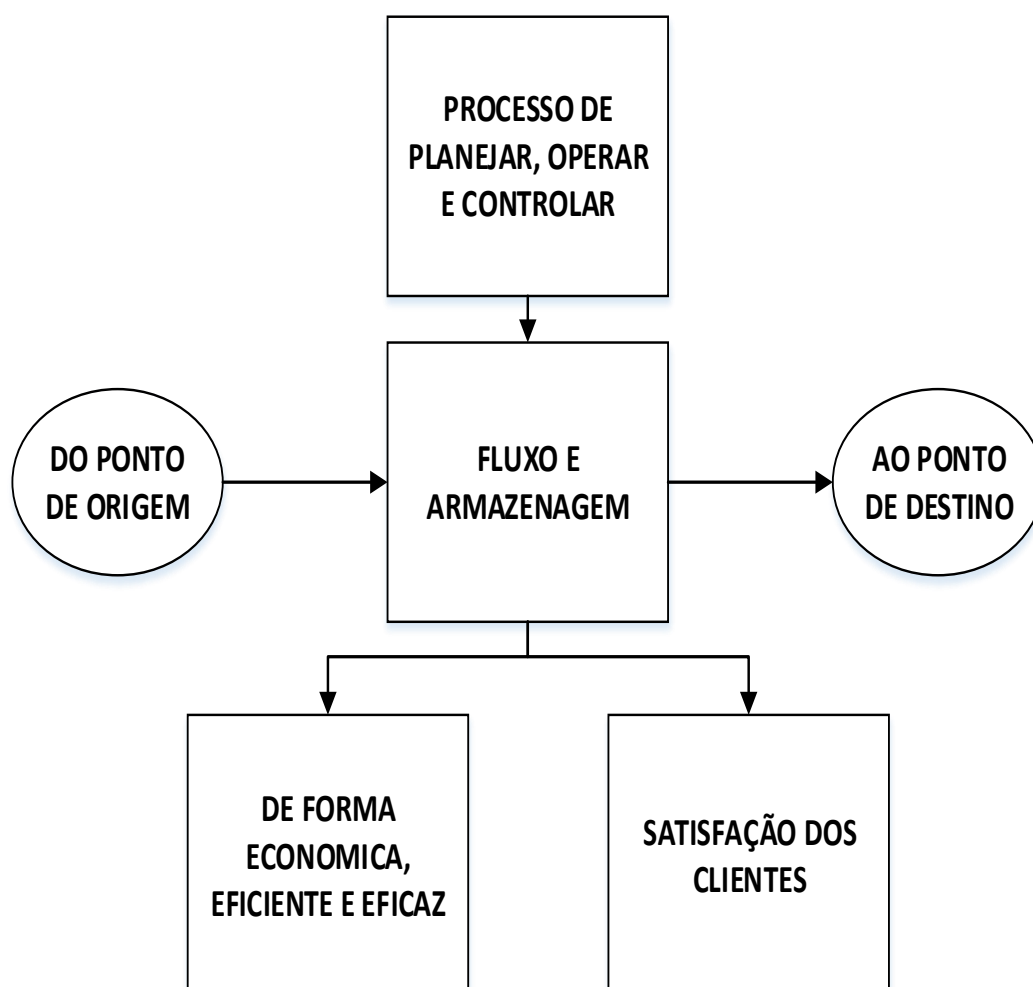 PROCESSO DE
PLANEJAR, OPERAR
E CONTROLAR
DO PONTO
DE ORIGEM
FLUXO E
ARMAZENAGEM
AO PONTO
DE DESTINO
DE FORMA
ECONOMICA,
EFICIENTE E EFICAZ
SATISFAÇÃO DOS
CLIENTES